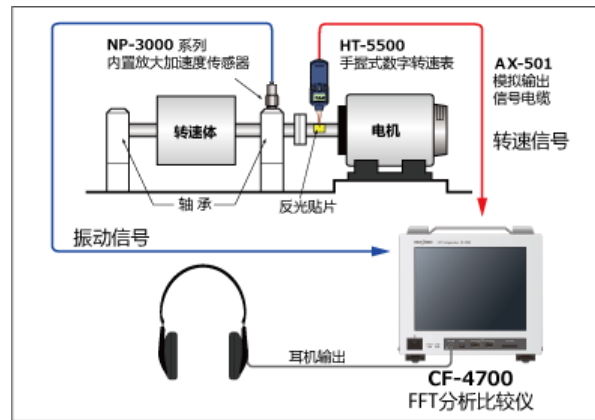 NP-3000 系列
内置放大加速度传感器
HT-5500
手握式数字转速表
AX-501
模拟输出
信号电缆
转速信号
转速体
电机
轴承
反光贴片
振动信号
耳机输出
CF-4700
FFT分析比较仪